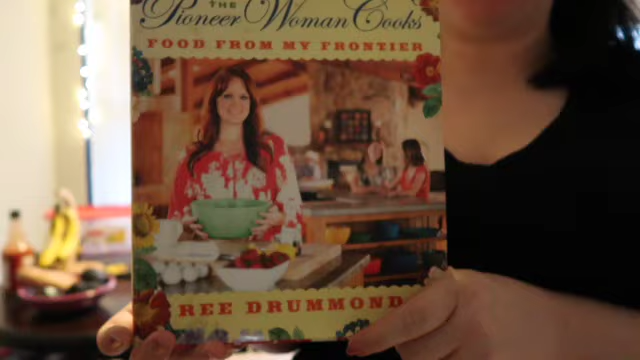 THE
Pioneer Woman Cooks
FOOD FROM MY FRONTIER
REE DRUMMOND